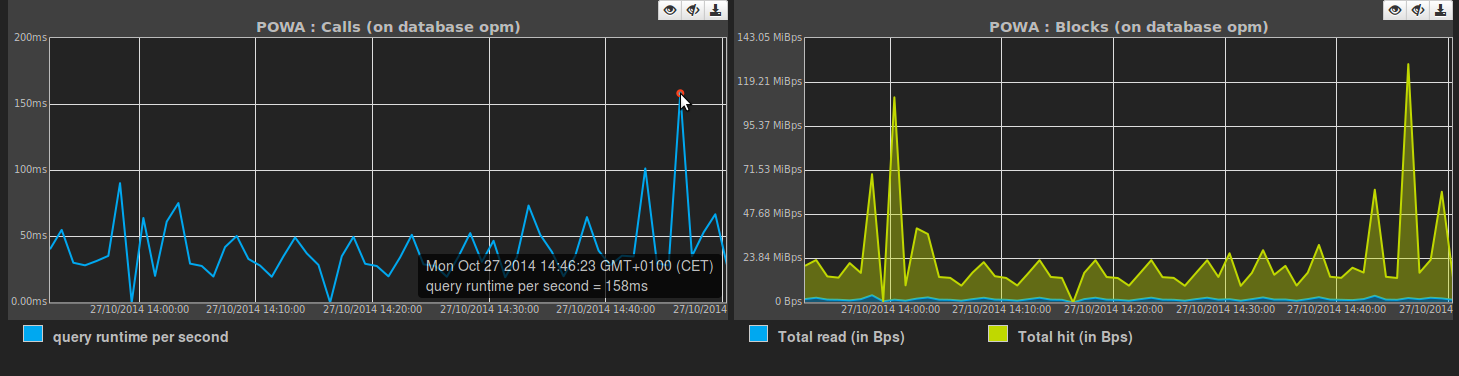 POWA : Calls (on database opm)
200ms
150ms
100ms
50ms
0.00ms
Mon Oct 27 2014 14:46:23 GMT+0100 (CET)
query runtime per second = 158ms
27/10/2014 14:00:00
27/10/2014 14:10:00
27/10/2014 14:20:00
27/10/2014 14:30:00
27/10/2014 14:40:00
27/10/2014
query runtime per second
POWA : Blocks (on database opm)
143.05 MiBps
119.21 MiBps
95.37 MiBps
71.53 MiBps
47.68 MiBps
23.84 MiBps
0 Bps
27/10/2014 14:00:00
27/10/2014 14:10:00
27/10/2014 14:20:00
27/10/2014 14:30:00
27/10/2014 14:40:00
27/10/2014
Total read (in Bps)
Total hit (in Bps)